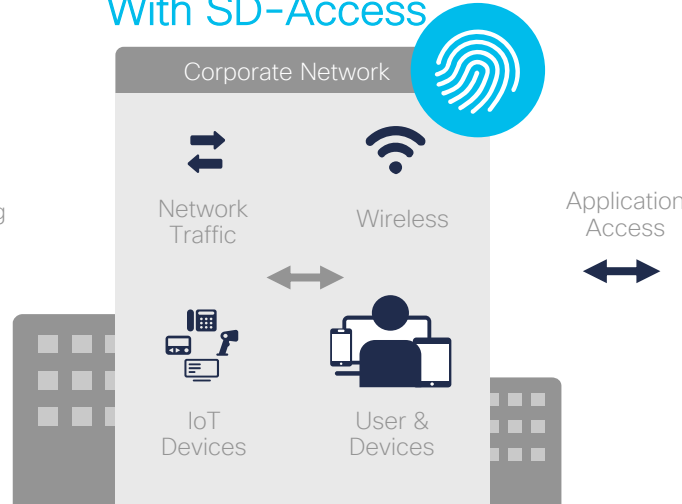 With SD-Access
Corporate Network
Network
Traffic
Wireless
Application
Access
IoT
Devices
User &
Devices